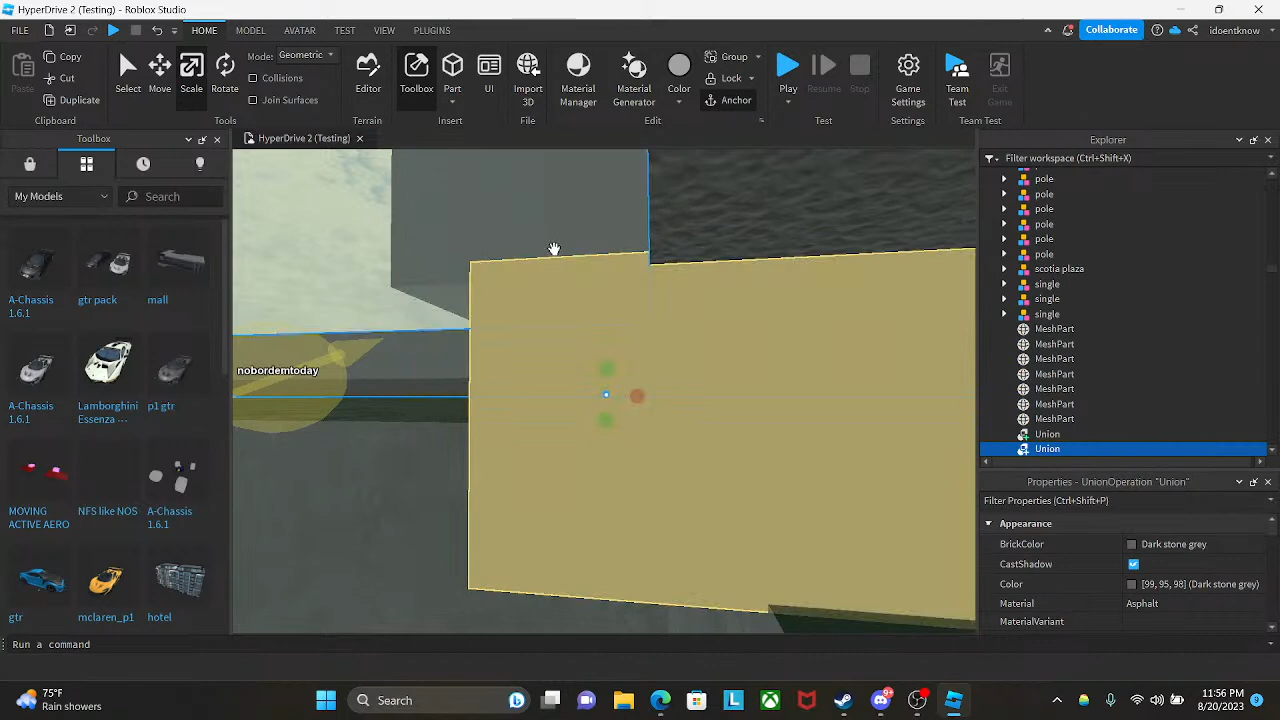 HyperDrive 2 (Testing) - Roblox Studio
FILE
HOME
MODEL
AVATAR
TEST
VIEW
PLUGINS
Collaborate
idoentknow
Paste
Copy
Cut
Duplicate
Clipboard
Select
Move
Scale
Rotate
Mode: Geometric
Collisions
Join Surfaces
Tools
Editor
Terrain
Toolbox
Part
UI
Import
3D
Insert
Material
Manager
Material
Generator
Color
Group
Lock
Anchor
Edit
Play
Resume
Stop
Test
Game
Settings
Settings
Team
Test
Exit
Game
Team Test
Toolbox
My Models
Search
A-Chassis
1.6.1
gtr pack
mall
A-Chassis
1.6.1
Lamborghini
Essenza ---
p1 gtr
MOVING
ACTIVE AERO
NFS like NOS
A-Chassis
1.6.1
gtr
mclaren_p1
hotel
HyperDrive 2 (Testing)
nobordemtoday
Explorer
Filter workspace (Ctrl+Shift+X)
pole
pole
pole
pole
pole
pole
scotia plaza
single
single
single
MeshPart
MeshPart
MeshPart
MeshPart
MeshPart
MeshPart
MeshPart
Union
Union
Properties - UnionOperation "Union"
Filter Properties (Ctrl+Shift+P)
Appearance
BrickColor
Dark stone grey
CastShadow
Color
[99, 95, 98] (Dark stone grey)
Material
Asphalt
MaterialVariant
Run a command
75°F
Rain showers
Search
9+
11:56 PM
8/20/2023
9